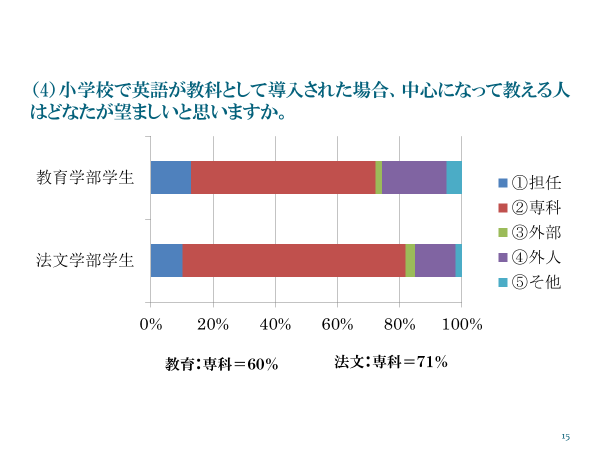 （4）小学校で英語が教科として導入された場合、中心になって教える人
はどなたが望ましいと思いますか。
教育学部学生
法文学部学生
①担任
②専科
③外部
④外人
⑤その他
0% 20% 40% 60% 80% 100%
教育：専科＝60% 法文：専科＝71%
15